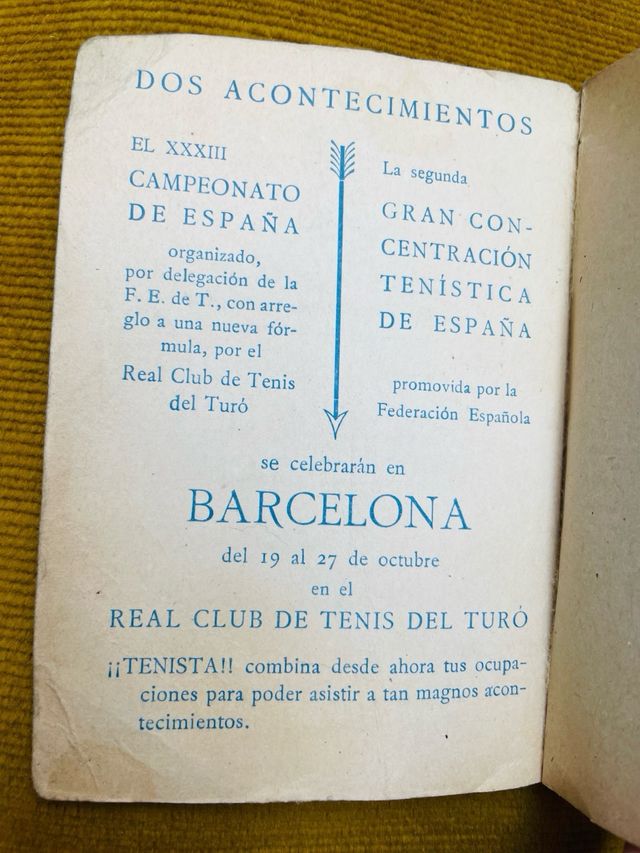 DOS ACONTECIMIENTOS
EL XXXIII
CAMPEONATO
DE ESPAÑA
organizado,
por delegación de la
F. E. de T., con arre-
glo a una nueva fór-
mula, por el
Real Club de Tenis
del Turó
La segunda
GRAN CON-
CENTRACIÓN
TENÍSTICA
DE ESPAÑA
promovida por la
Federación Española
se celebrarán en
BARCELONA
del 19 al 27 de octubre
en el
REAL CLUB DE TENIS DEL TURÓ
¡¡TENISTA!! combina desde ahora tus ocupa-
ciones para poder asistir a tan magnos acon-
tecimientos.